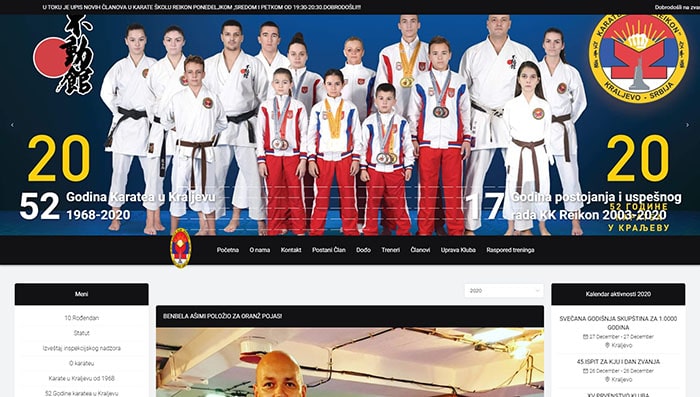 U TOKU JE UPIS NOVIH ČLANOVA U KARATE ŠKOLU REIKON PONEDELJKOM ,SREDOM I PETKOM OD 19:30-20:30.DOBRODOŠLI!!!
Dobrodošli na zva
不動館
KRALJEVO - SRBIJA
20
20
52 Godina Karatea u Kraljevu
1968-2020
17 Godina postojanja i uspešnog
rada KK Reikon 2003-2020
52 ГОДИНЕ
У КРАЉЕВУ
Početna
O nama
Kontakt
Postani Član
Dođo
Treneri
Članovi
Uprava Kluba
Raspored treninga
Meni
10 Rođendan
Statut
Izveštaj inspekcijskog nadzora
O karateu
Karate u Kraljevu od 1968
52 Godine karatea u Kraljevu
2020
BENBELA AŠIMI POLOŽIO ZA ORANŽ POJAS!
Kalendar aktivnosti 2020
SVEČANA GODIŠNJA SKUPŠTINA ZA 1.0000
GODINA
27 December - 27 December
Kraljevo
45.ISPIT ZA KJU I DAN ZVANJA
26 December - 26 December
Kraljevo
XV PRVENSTVO KLUBA